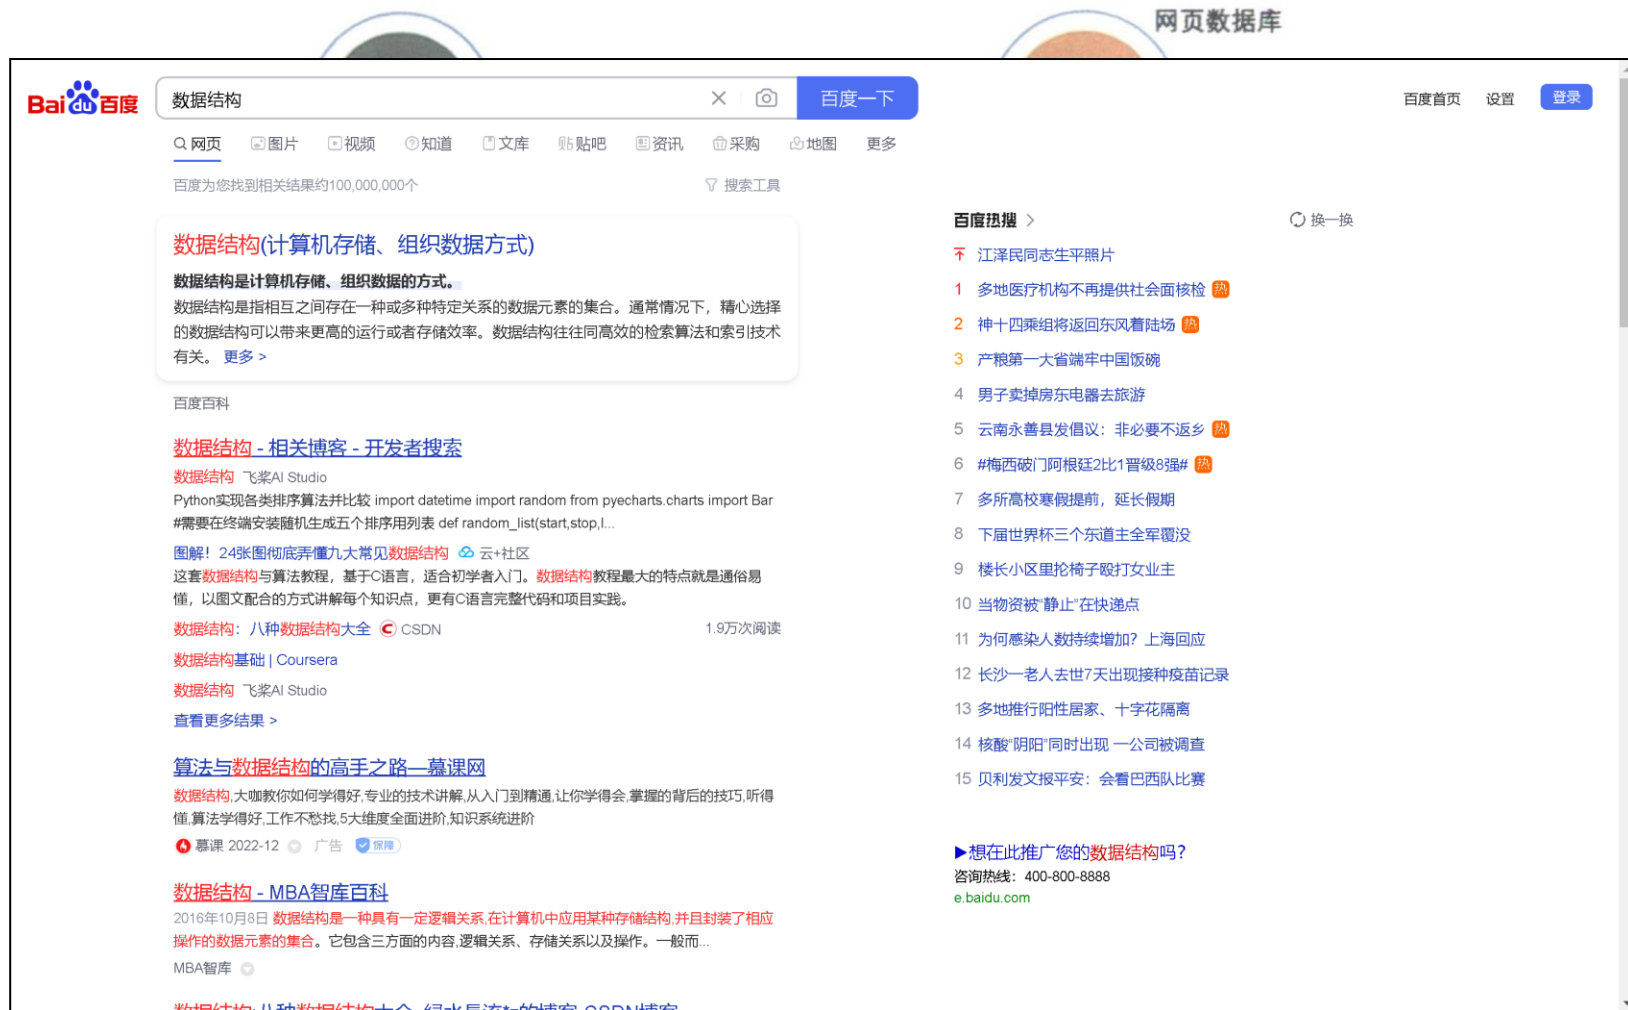 网页数据库
Bai du 百度
数据结构
百度一下
百度首页 设置 登录
网页 图片 视频 知道 文库 贴吧 资讯 采购 地图 更多
百度为您找到相关结果约100,000,000个
搜索工具
数据结构(计算机存储、组织数据方式)
数据结构是计算机存储、组织数据的方式。
数据结构是指相互之间存在一种或多种特定关系的数据元素的集合。通常情况下，精心选择
的数据结构可以带来更高的运行或者存储效率。数据结构往往同高效的检索算法和索引技术
有关。 更多 >
百度百科
数据结构 - 相关博客 - 开发者搜索
数据结构 飞桨AI Studio
Python实现各类排序算法并比较 import datetime import random from pyecharts.charts import Bar
#需要在终端安装随机生成五个排序用列表 def random_list(start,stop,l...
图解！24张图彻底弄懂九大常见数据结构 云+社区
这套数据结构与算法教程，基于C语言，适合初学者入门。数据结构教程最大的特点就是通俗易
懂，以图文配合的方式讲解每个知识点，更有C语言完整代码和项目实践。
数据结构：八种数据结构大全 CSDN 1.9万次阅读
数据结构基础 | Coursera
数据结构 飞桨AI Studio
查看更多结果 >
算法与数据结构的高手之路—慕课网
数据结构,大咖教你如何学得好,专业的技术讲解,从入门到精通,让你学得会,掌握的背后的技巧,听得
懂,算法学得好,工作不愁找,5大维度全面进阶,知识系统进阶
慕课 2022-12 广告 保障
数据结构 - MBA智库百科
2016年10月8日 数据结构是一种具有一定逻辑关系,在计算机中应用某种存储结构,并且封装了相应
操作的数据元素的集合。它包含三方面的内容,逻辑关系、存储关系以及操作。一般而...
MBA智库
百度热搜 >
换一换
江泽民同志生平照片
1 多地医疗机构不再提供社会面核检 热
2 神十四乘组将返回东风着陆场 热
3 产粮第一大省端牢中国饭碗
4 男子卖掉房东电器去旅游
5 云南永善县发倡议：非必要不返乡 热
6 #梅西破门阿根廷2比1晋级8强# 热
7 多所高校寒假提前，延长假期
8 下届世界杯三个东道主全军覆没
9 楼长小区里抡椅子殴打女业主
10 当物资被“静止”在快递点
11 为何感染人数持续增加？上海回应
12 长沙一老人去世7天出现接种疫苗记录
13 多地推行阳性居家、十字花隔离
14 核酸“阴阳”同时出现 一公司被调查
15 贝利发文报平安：会看巴西队比赛
▶想在此推广您的数据结构吗？
咨询热线：400-800-8888
e.baidu.com